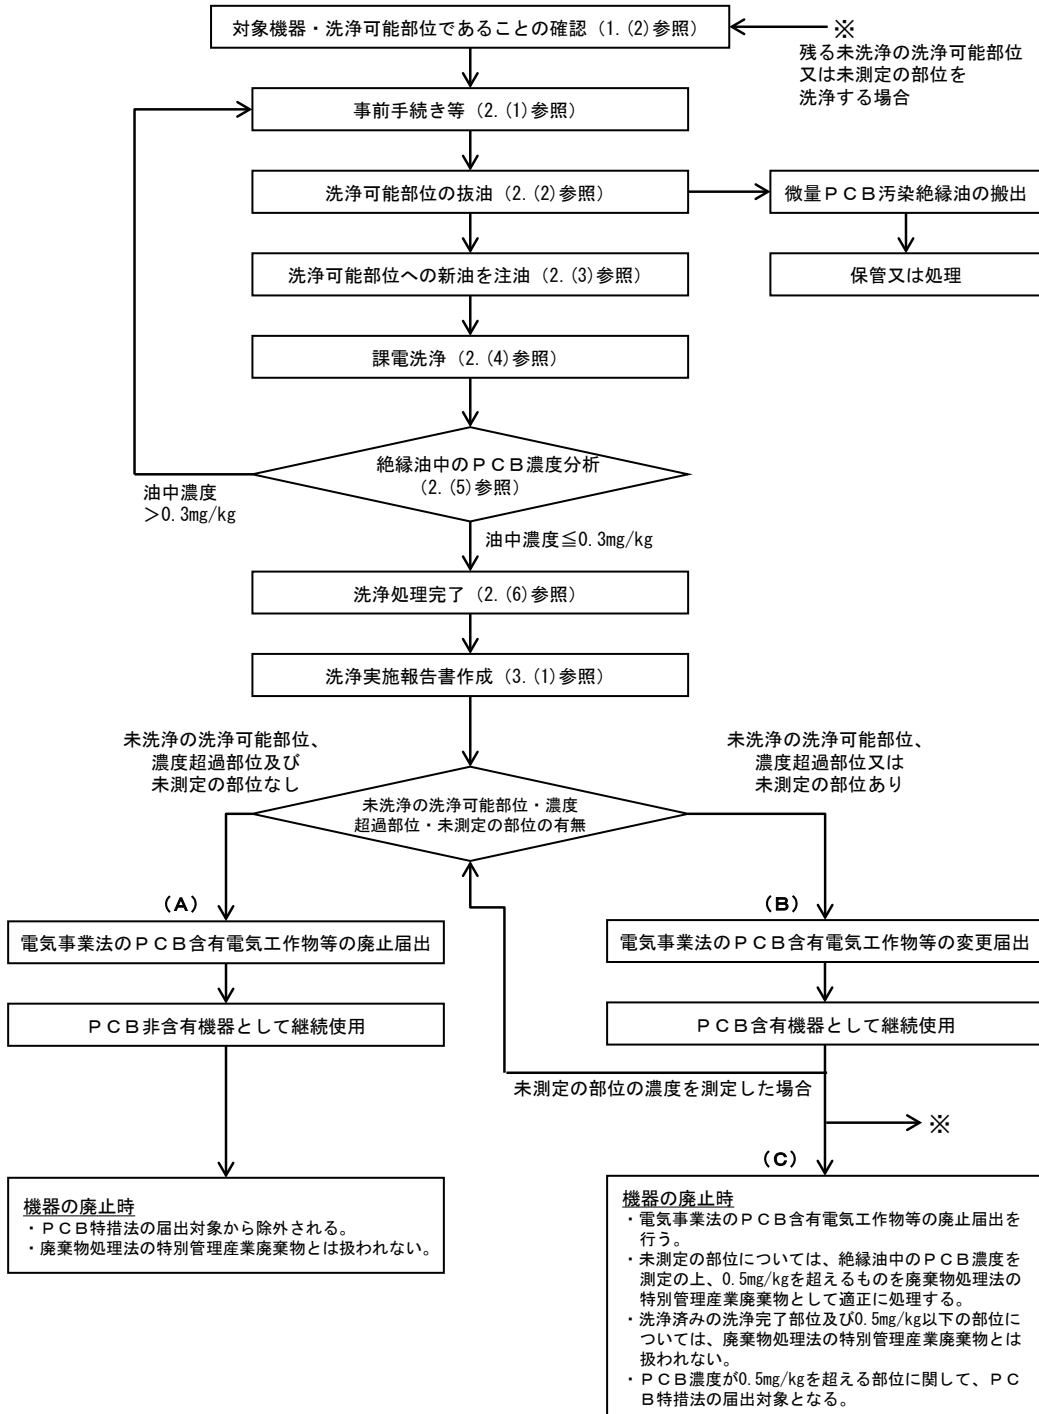 対象機器・洗浄可能部位であることの確認（1. (2)参照）
※
残る未洗浄の洗浄可能部位
又は未測定の部位を
洗浄する場合
事前手続き等（2. (1)参照）
洗浄可能部位の抜油（2. (2)参照）
微量ＰＣＢ汚染絶縁油の搬出
洗浄可能部位への新油を注油（2. (3)参照）
保管又は処理
課電洗浄（2. (4)参照）
絶縁油中のＰＣＢ濃度分析
（2. (5)参照）
油中濃度
＞0.3mg/kg
油中濃度≦0.3mg/kg
洗浄処理完了（2. (6)参照）
洗浄実施報告書作成（3. (1)参照）
未洗浄の洗浄可能部位、
濃度超過部位及び
未測定の部位なし
未洗浄の洗浄可能部位、
濃度超過部位又は
未測定の部位あり
未洗浄の洗浄可能部位・濃度
超過部位・未測定の部位の有無
（A）
（B）
電気事業法のＰＣＢ含有電気工作物等の廃止届出
電気事業法のＰＣＢ含有電気工作物等の変更届出
ＰＣＢ非含有機器として継続使用
ＰＣＢ含有機器として継続使用
未測定の部位の濃度を測定した場合
※
（C）
機器の廃止時
・ＰＣＢ特措法の届出対象から除外される。
・廃棄物処理法の特別管理産業廃棄物とは扱われない。
機器の廃止時
・電気事業法のＰＣＢ含有電気工作物等の廃止届出を
行う。
・未測定の部位については、絶縁油中のＰＣＢ濃度を
測定の上、0.5mg/kgを超えるものを廃棄物処理法の
特別管理産業廃棄物として適正に処理する。
・洗浄済みの洗浄完了部位及び0.5mg/kg以下の部位に
ついては、廃棄物処理法の特別管理産業廃棄物とは
扱われない。
・ＰＣＢ濃度が0.5mg/kgを超える部位に関して、ＰＣ
Ｂ特措法の届出対象となる。